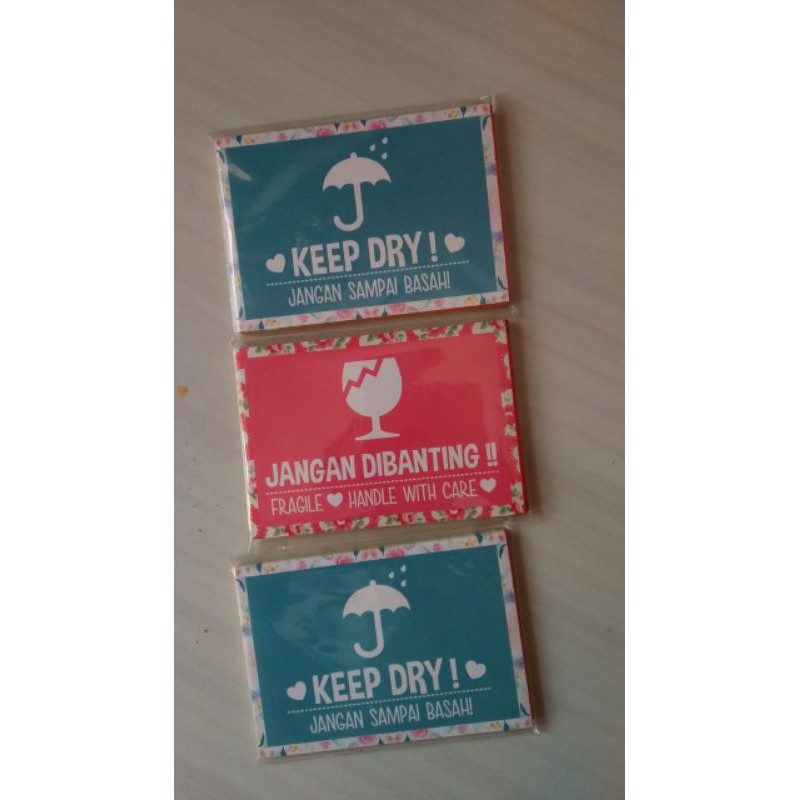 KEEP DRY!
JANGAN SAMPAI BASAH!
JANGAN DIBANTING !!
FRAGILE HANDLE WITH CARE
KEEP DRY!
JANGAN SAMPAI BASAH!